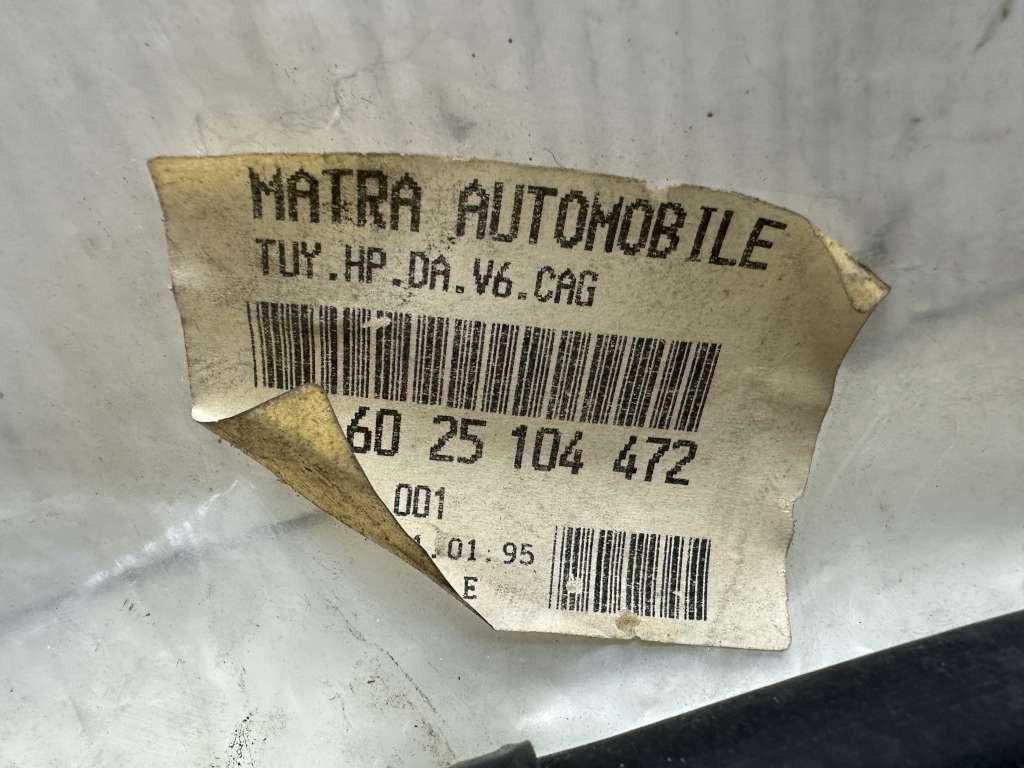 MATRA AUTOMOBILE
TUY.HP.DA.V6.CAG
60 25 104 472
001
.01.95
E